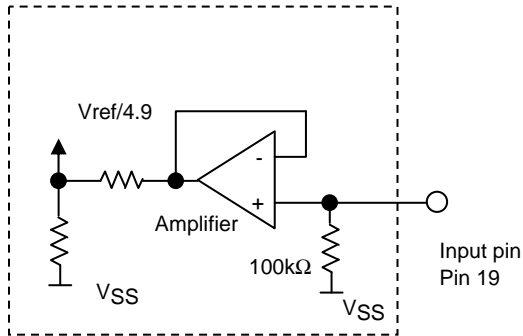 Vref/4.9
-
+
Amplifier
100kΩ
Input pin
Pin 19
VSS
VSS